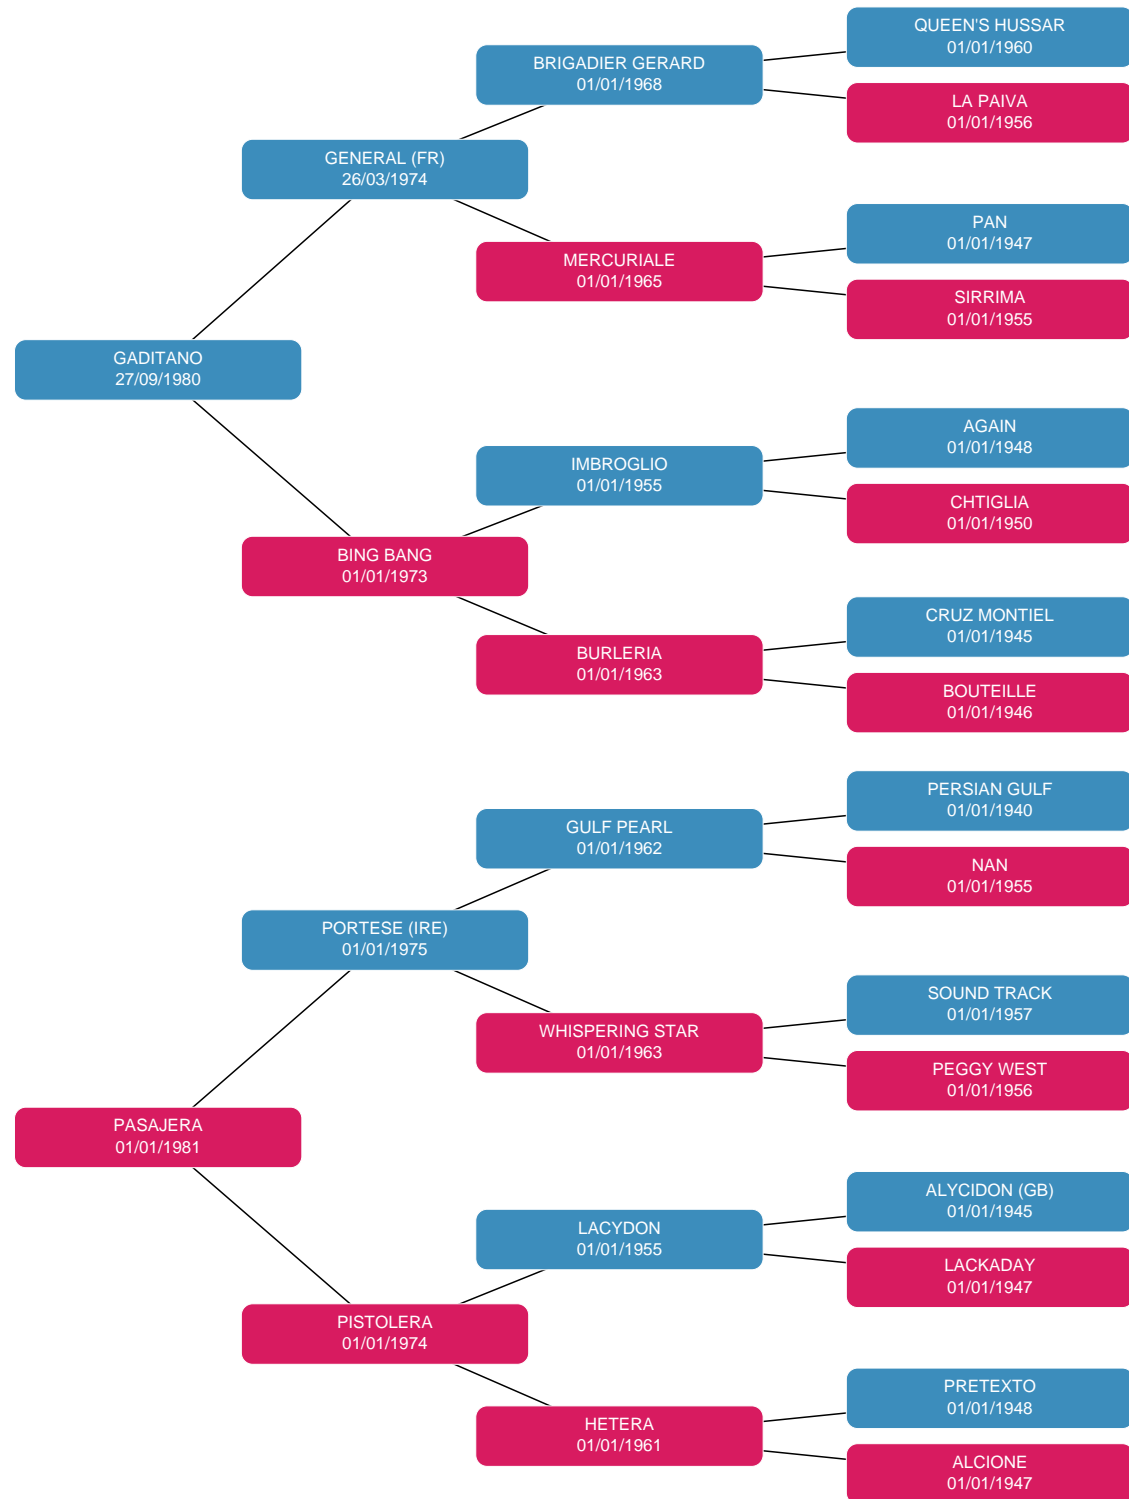 QUEEN'S HUSSAR
01/01/1960
BRIGADIER GERARD
01/01/1968
LA PAIVA
01/01/1956
GENERAL (FR)
26/03/1974
PAN
01/01/1947
MERCURIALE
01/01/1965
SIRRIMA
01/01/1955
GADITANO
27/09/1980
AGAIN
01/01/1948
IMBROGLIO
01/01/1955
CHTIGLIA
01/01/1950
BING BANG
01/01/1973
CRUZ MONTIEL
01/01/1945
BURLERIA
01/01/1963
BOUTEILLE
01/01/1946
PERSIAN GULF
01/01/1940
GULF PEARL
01/01/1962
NAN
01/01/1955
PORTESE (IRE)
01/01/1975
SOUND TRACK
01/01/1957
WHISPERING STAR
01/01/1963
PEGGY WEST
01/01/1956
PASAJERA
01/01/1981
ALYCIDON (GB)
01/01/1945
LACYDON
01/01/1955
LACKADAY
01/01/1947
PISTOLERA
01/01/1974
PRETEXTO
01/01/1948
HETERA
01/01/1961
ALCIONE
01/01/1947